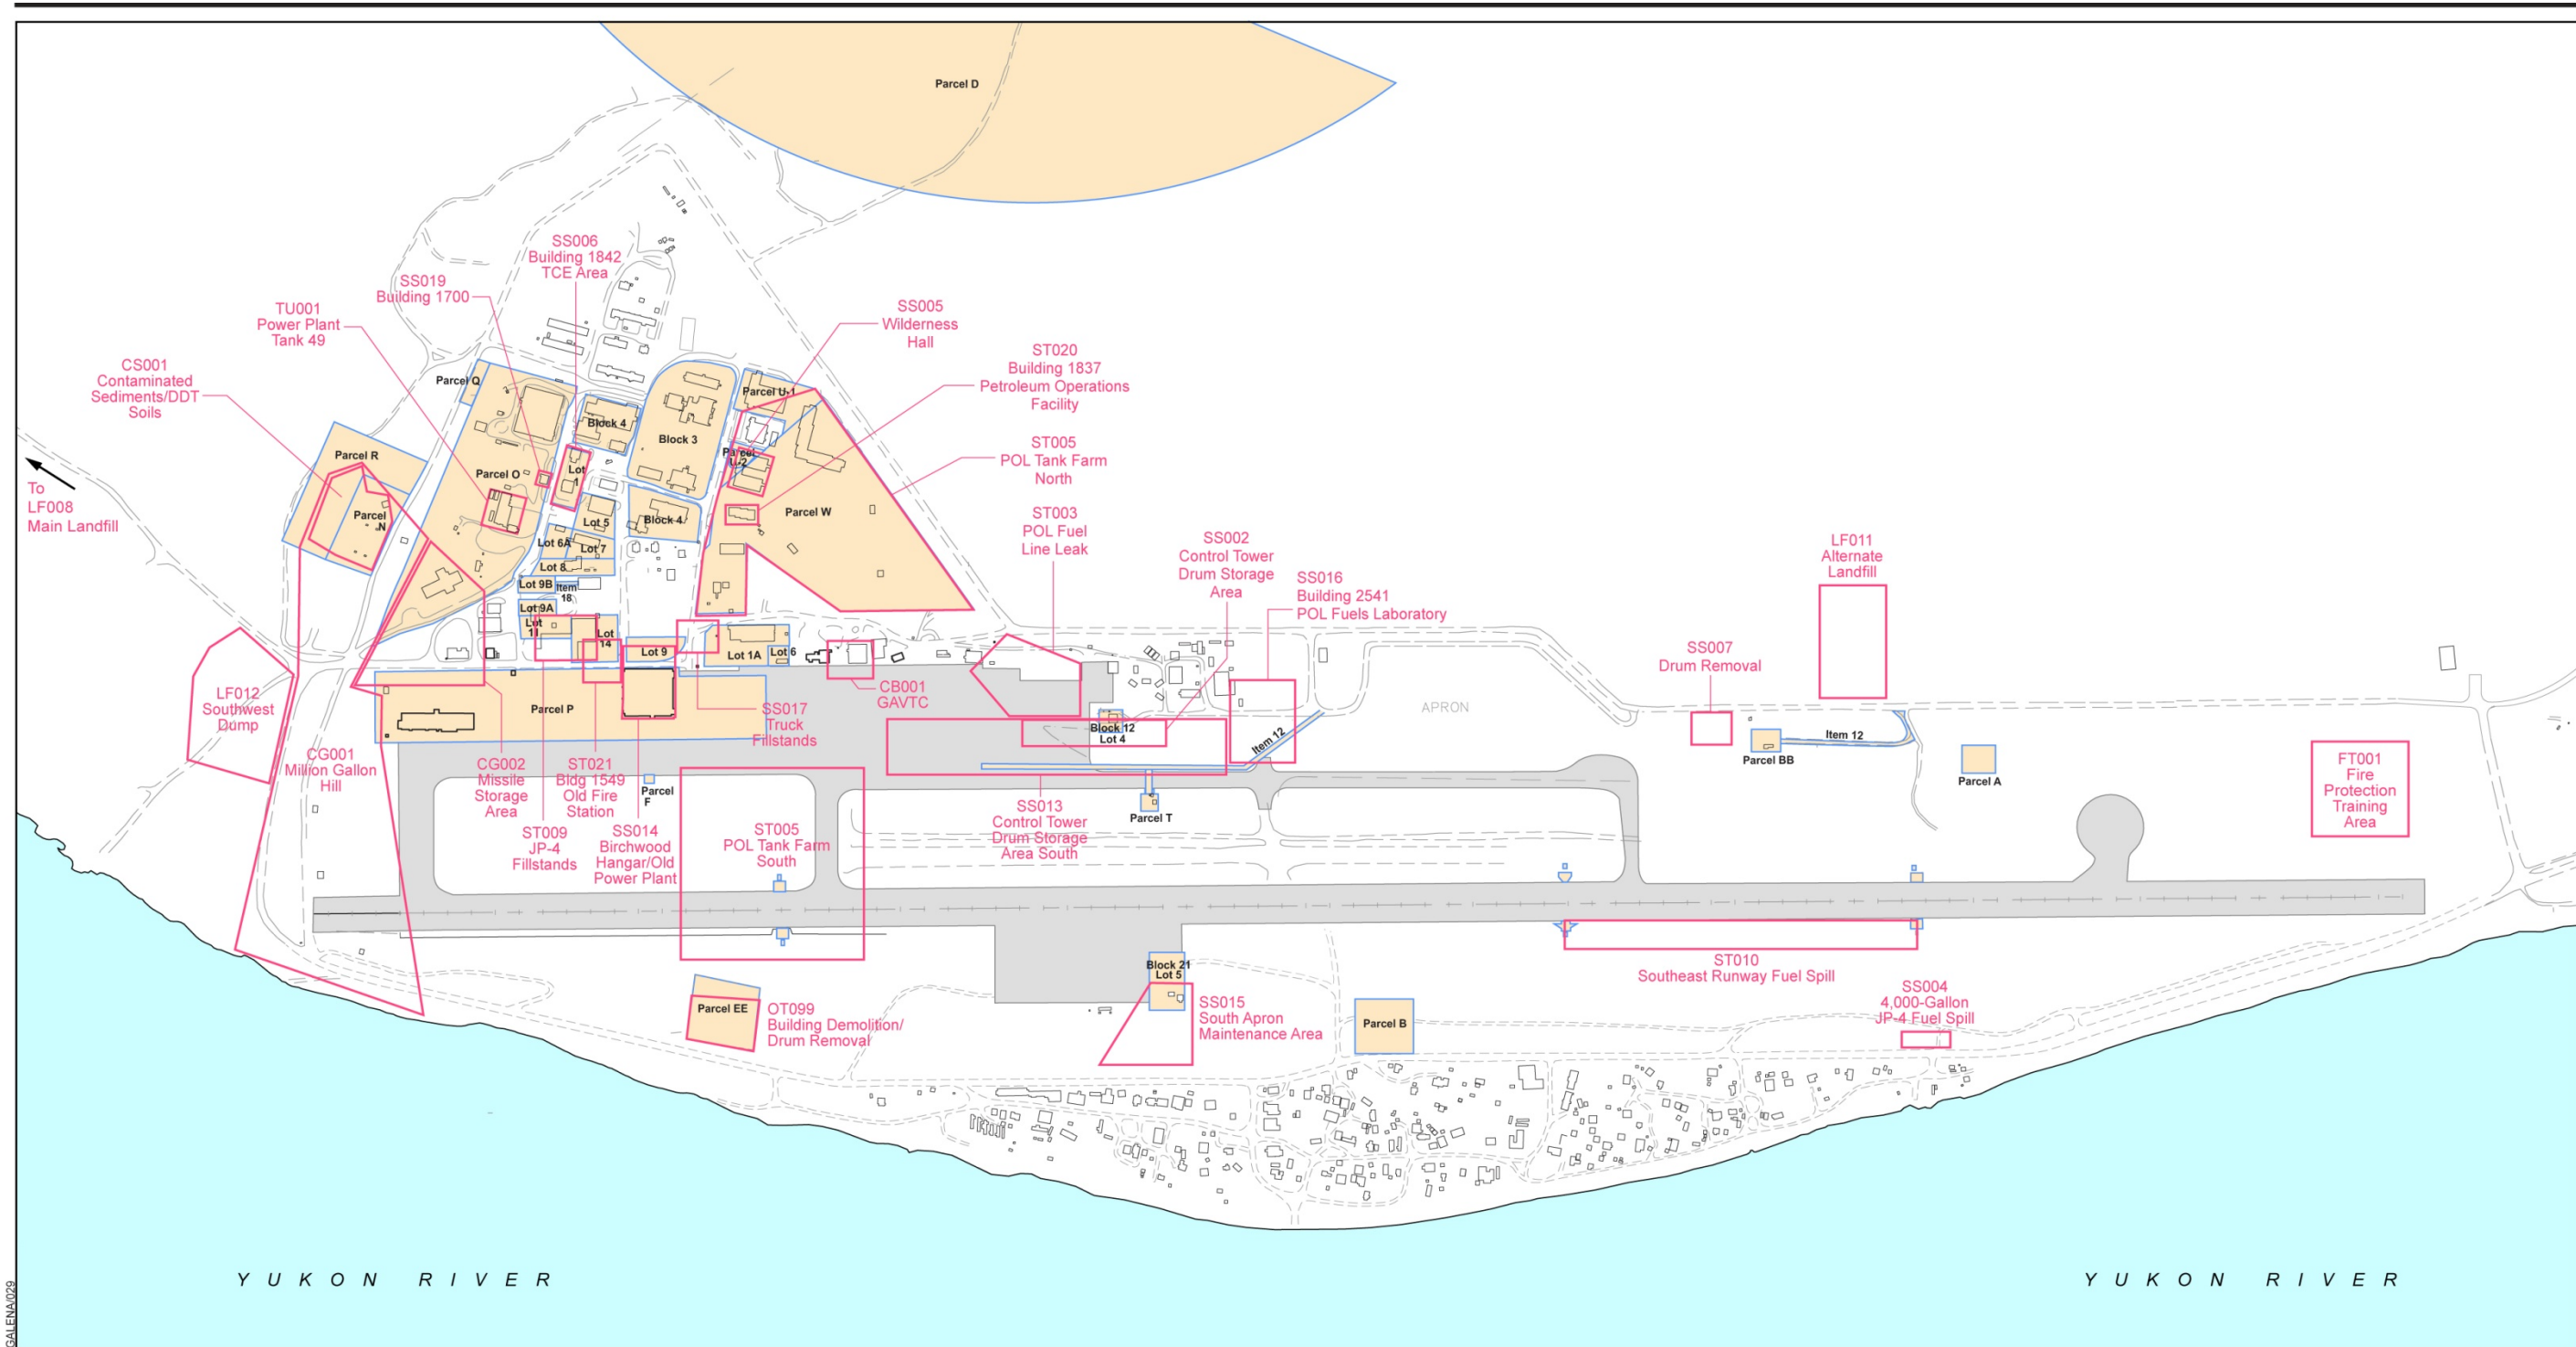 Parcel D
SS006
Building 1842
TCE Area
SS019
Building 1700
TU001
Power Plant
Tank 49
CS001
Contaminated
Sediments/DDT
Soils
SS005
Wilderness
Hall
ST020
Building 1837
Petroleum Operations
Facility
ST005
POL Tank Farm
North
ST003
POL Fuel
Line Leak
SS002
Control Tower
Drum Storage
Area
SS016
Building 2541
POL Fuels Laboratory
LF011
Alternate
Landfill
SS007
Drum Removal
To
LF008
Main Landfill
Parcel Q
Parcel U-1
Block 4
Block 3
Parcel R
Parcel
U-2
Parcel O
Lot
1
Parcel
N
Parcel W
Lot 5
Block 4
Lot 6A
Lot 7
Lot 8
Lot 9B
Item
18
Lot 9A
Lot
11
Lot
14
Lot 9
Lot 1A
Lot 6
LF012
Southwest
Dump
CB001
GAVTC
Parcel P
SS017
Truck
Fillstands
APRON
Block 12
Lot 4
Item 12
Item 12
Parcel BB
Parcel A
CG001
Million Gallon
Hill
CG002
Missile
Storage
Area
ST021
Bldg 1549
Old Fire
Station
Parcel
F
ST009
JP-4
Fillstands
SS014
Birchwood
Hangar/Old
Power Plant
ST005
POL Tank Farm
South
SS013
Control Tower
Drum Storage
Area South
Parcel T
FT001
Fire
Protection
Training
Area
Block 21
Lot 5
ST010
Southeast Runway Fuel Spill
SS004
4,000-Gallon
JP-4 Fuel Spill
Parcel EE
OT099
Building Demolition/
Drum Removal
SS015
South Apron
Maintenance Area
Parcel B
YUKON RIVER
YUKON RIVER
GALENA/029